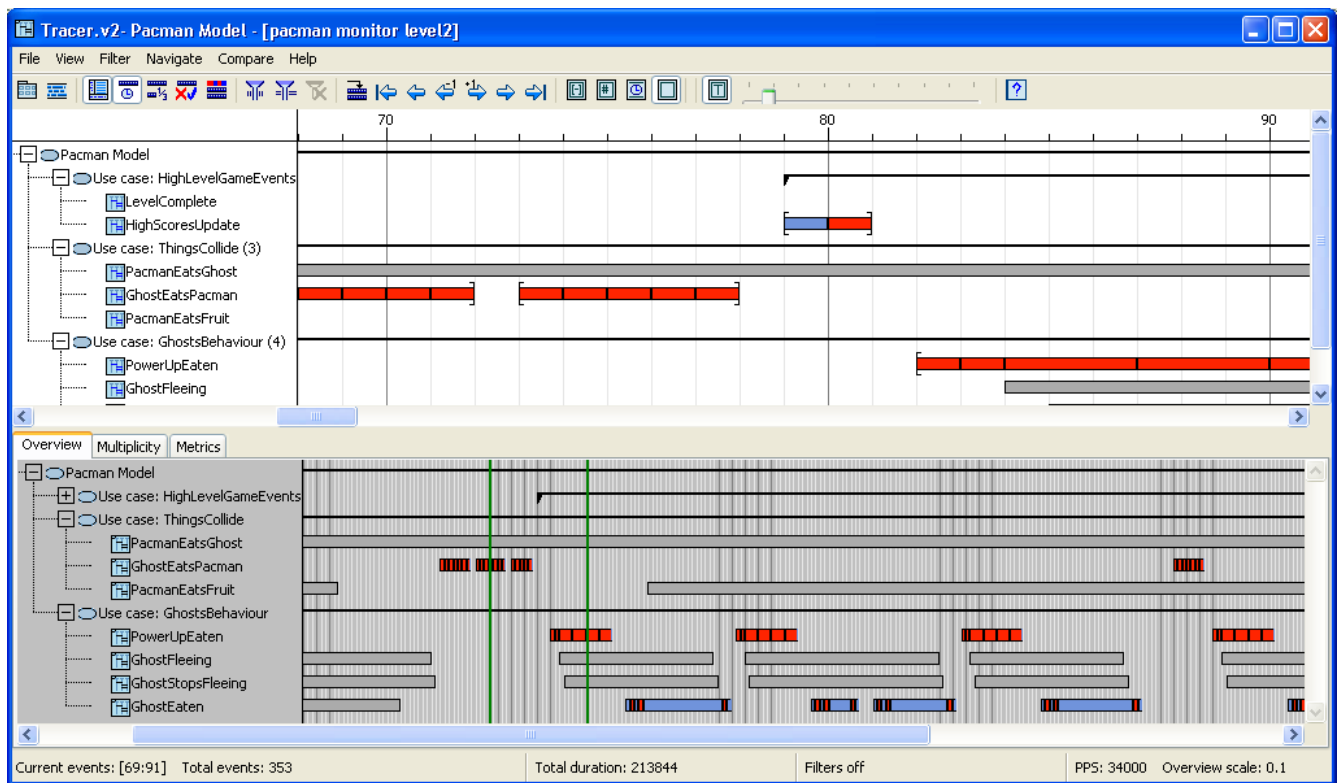 Tracer.v2- Pacman Model - [pacman monitor level2]
File View Filter Navigate Compare Help
70 80 90
Pacman Model
Use case: HighLevelGameEvents
LevelComplete
HighScoresUpdate
Use case: ThingsCollide (3)
PacmanEatsGhost
GhostEatsPacman
PacmanEatsFruit
Use case: GhostsBehaviour (4)
PowerUpEaten
GhostFleeing
Overview Multiplicity Metrics
Pacman Model
Use case: HighLevelGameEvents
Use case: ThingsCollide
PacmanEatsGhost
GhostEatsPacman
PacmanEatsFruit
Use case: GhostsBehaviour
PowerUpEaten
GhostFleeing
GhostStopsFleeing
GhostEaten
Current events: [69:91] Total events: 353 Total duration: 213844 Filters off PPS: 34000 Overview scale: 0.1